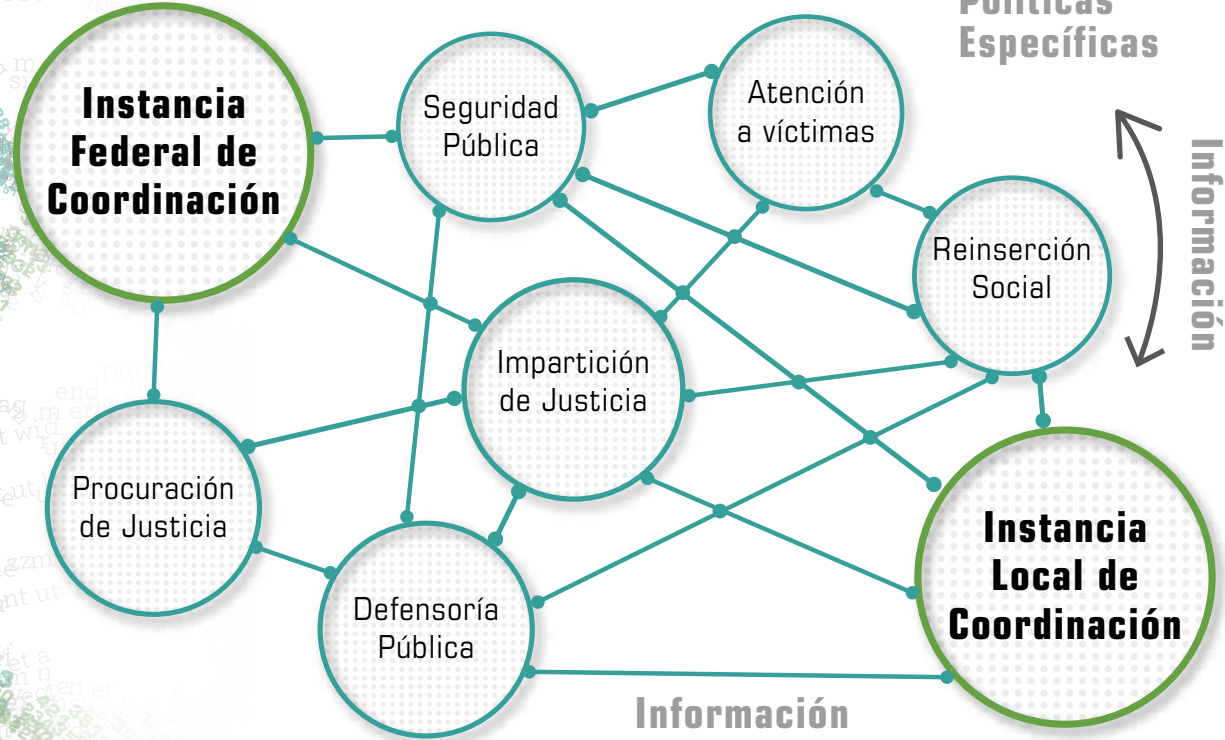 Políticas
Específicas
Instancia
Federal de
Coordinación
Seguridad
Pública
Atención
a víctimas
Información
Reinserción
Social
Impartición
de Justicia
Procuración
de Justicia
Defensoría
Pública
Instancia
Local de
Coordinación
Información